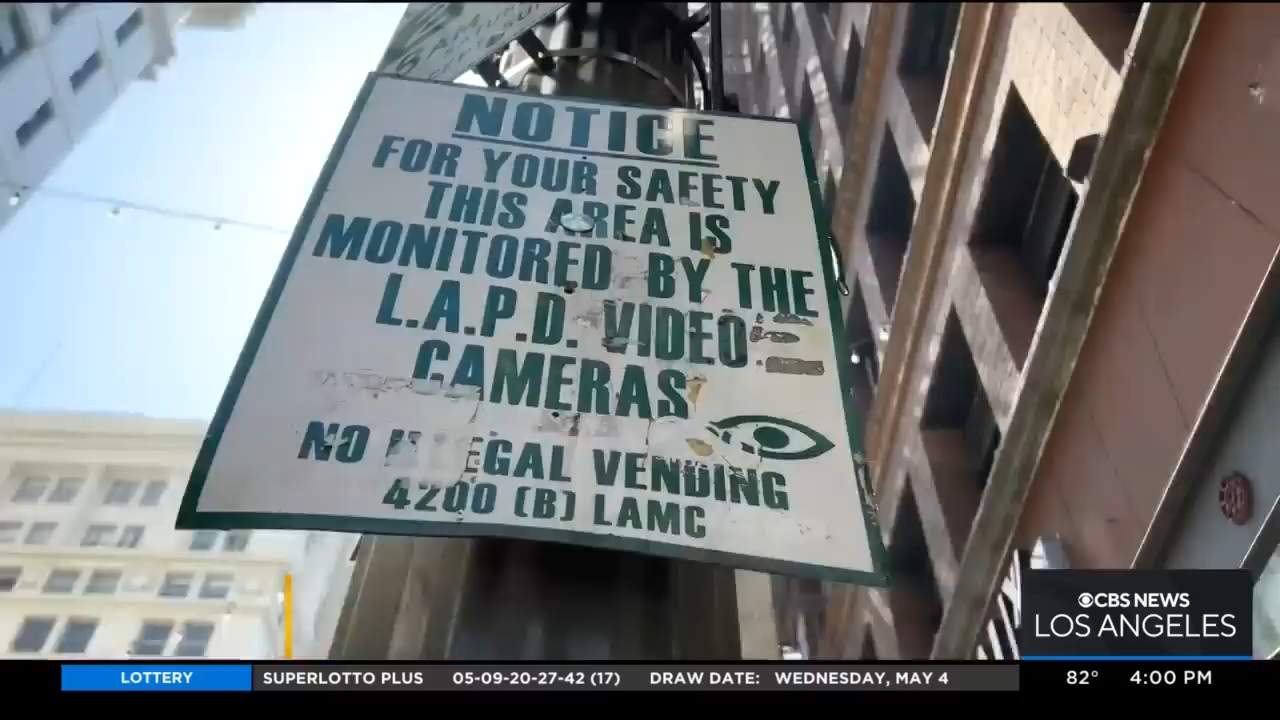 NOTICE
FOR YOUR SAFETY
THIS AREA IS
MONITORED BY THE
L.A.P.D. VIDEO
CAMERAS
NO ILLEGAL VENDING
4200 (B) LAMC
CBS NEWS
LOS ANGELES
LOTTERY SUPERLOTTO PLUS 05-09-20-27-42 (17) DRAW DATE: WEDNESDAY, MAY 4 82° 4:00 PM